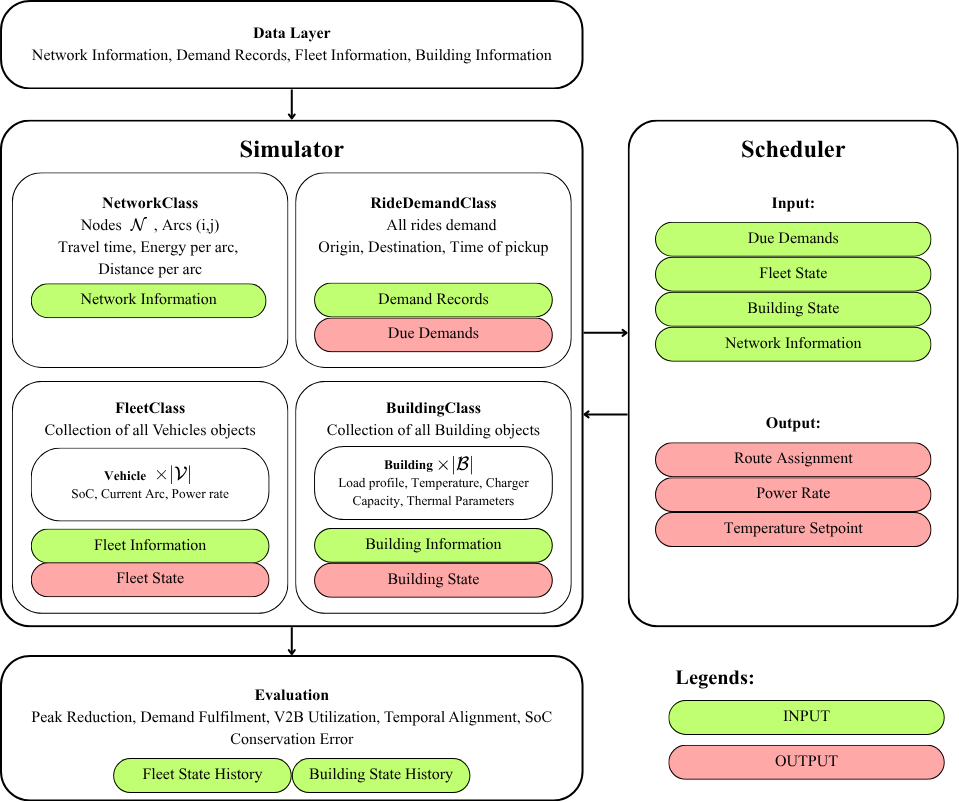 Data Layer
Network Information, Demand Records, Fleet Information, Building Information
Simulator
NetworkClass
Nodes 𝒩 , Arcs (i,j)
Travel time, Energy per arc,
Distance per arc
Network Information
RideDemandClass
All rides demand
Origin, Destination, Time of pickup
Demand Records
Due Demands
FleetClass
Collection of all Vehicles objects
Vehicle ×|𝒱|
SoC, Current Arc, Power rate
Fleet Information
Fleet State
BuildingClass
Collection of all Building objects
Building ×|ℬ|
Load profile, Temperature, Charger
Capacity, Thermal Parameters
Building Information
Building State
Scheduler
Input:
Due Demands
Fleet State
Building State
Network Information
Output:
Route Assignment
Power Rate
Temperature Setpoint
Evaluation
Peak Reduction, Demand Fulfilment, V2B Utilization, Temporal Alignment, SoC
Conservation Error
Fleet State History
Building State History
Legends:
INPUT
OUTPUT